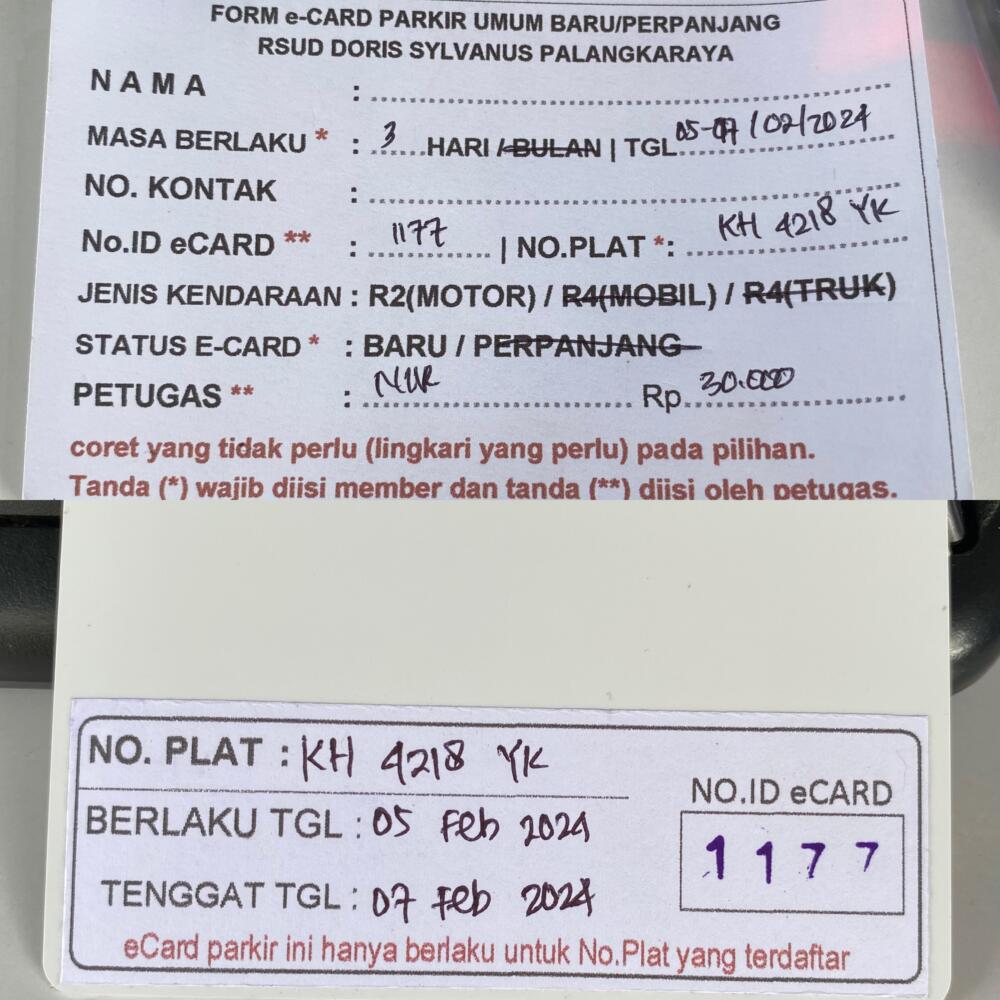 FORM e-CARD PARKIR UMUM BARU/PERPANJANG
RSUD DORIS SYLVANUS PALANGKARAYA
NAMA :
MASA BERLAKU * : 3 HARI / BULAN | TGL 05-07/02/2024
NO. KONTAK :
No.ID eCARD ** : 1177 | NO.PLAT *: KH 4218 YK
JENIS KENDARAAN : R2(MOTOR) / R4(MOBIL) / R4(TRUK)
STATUS E-CARD * : BARU / PERPANJANG
PETUGAS ** : NUR Rp. 30.000
coret yang tidak perlu (lingkari yang perlu) pada pilihan.
Tanda (*) wajib diisi member dan tanda (**) diisi oleh petugas.
NO. PLAT : KH 4218 YK
BERLAKU TGL : 05 Feb 2024
TENGGAT TGL : 07 Feb 2024
NO.ID eCARD
1177
eCard parkir ini hanya berlaku untuk No.Plat yang terdaftar